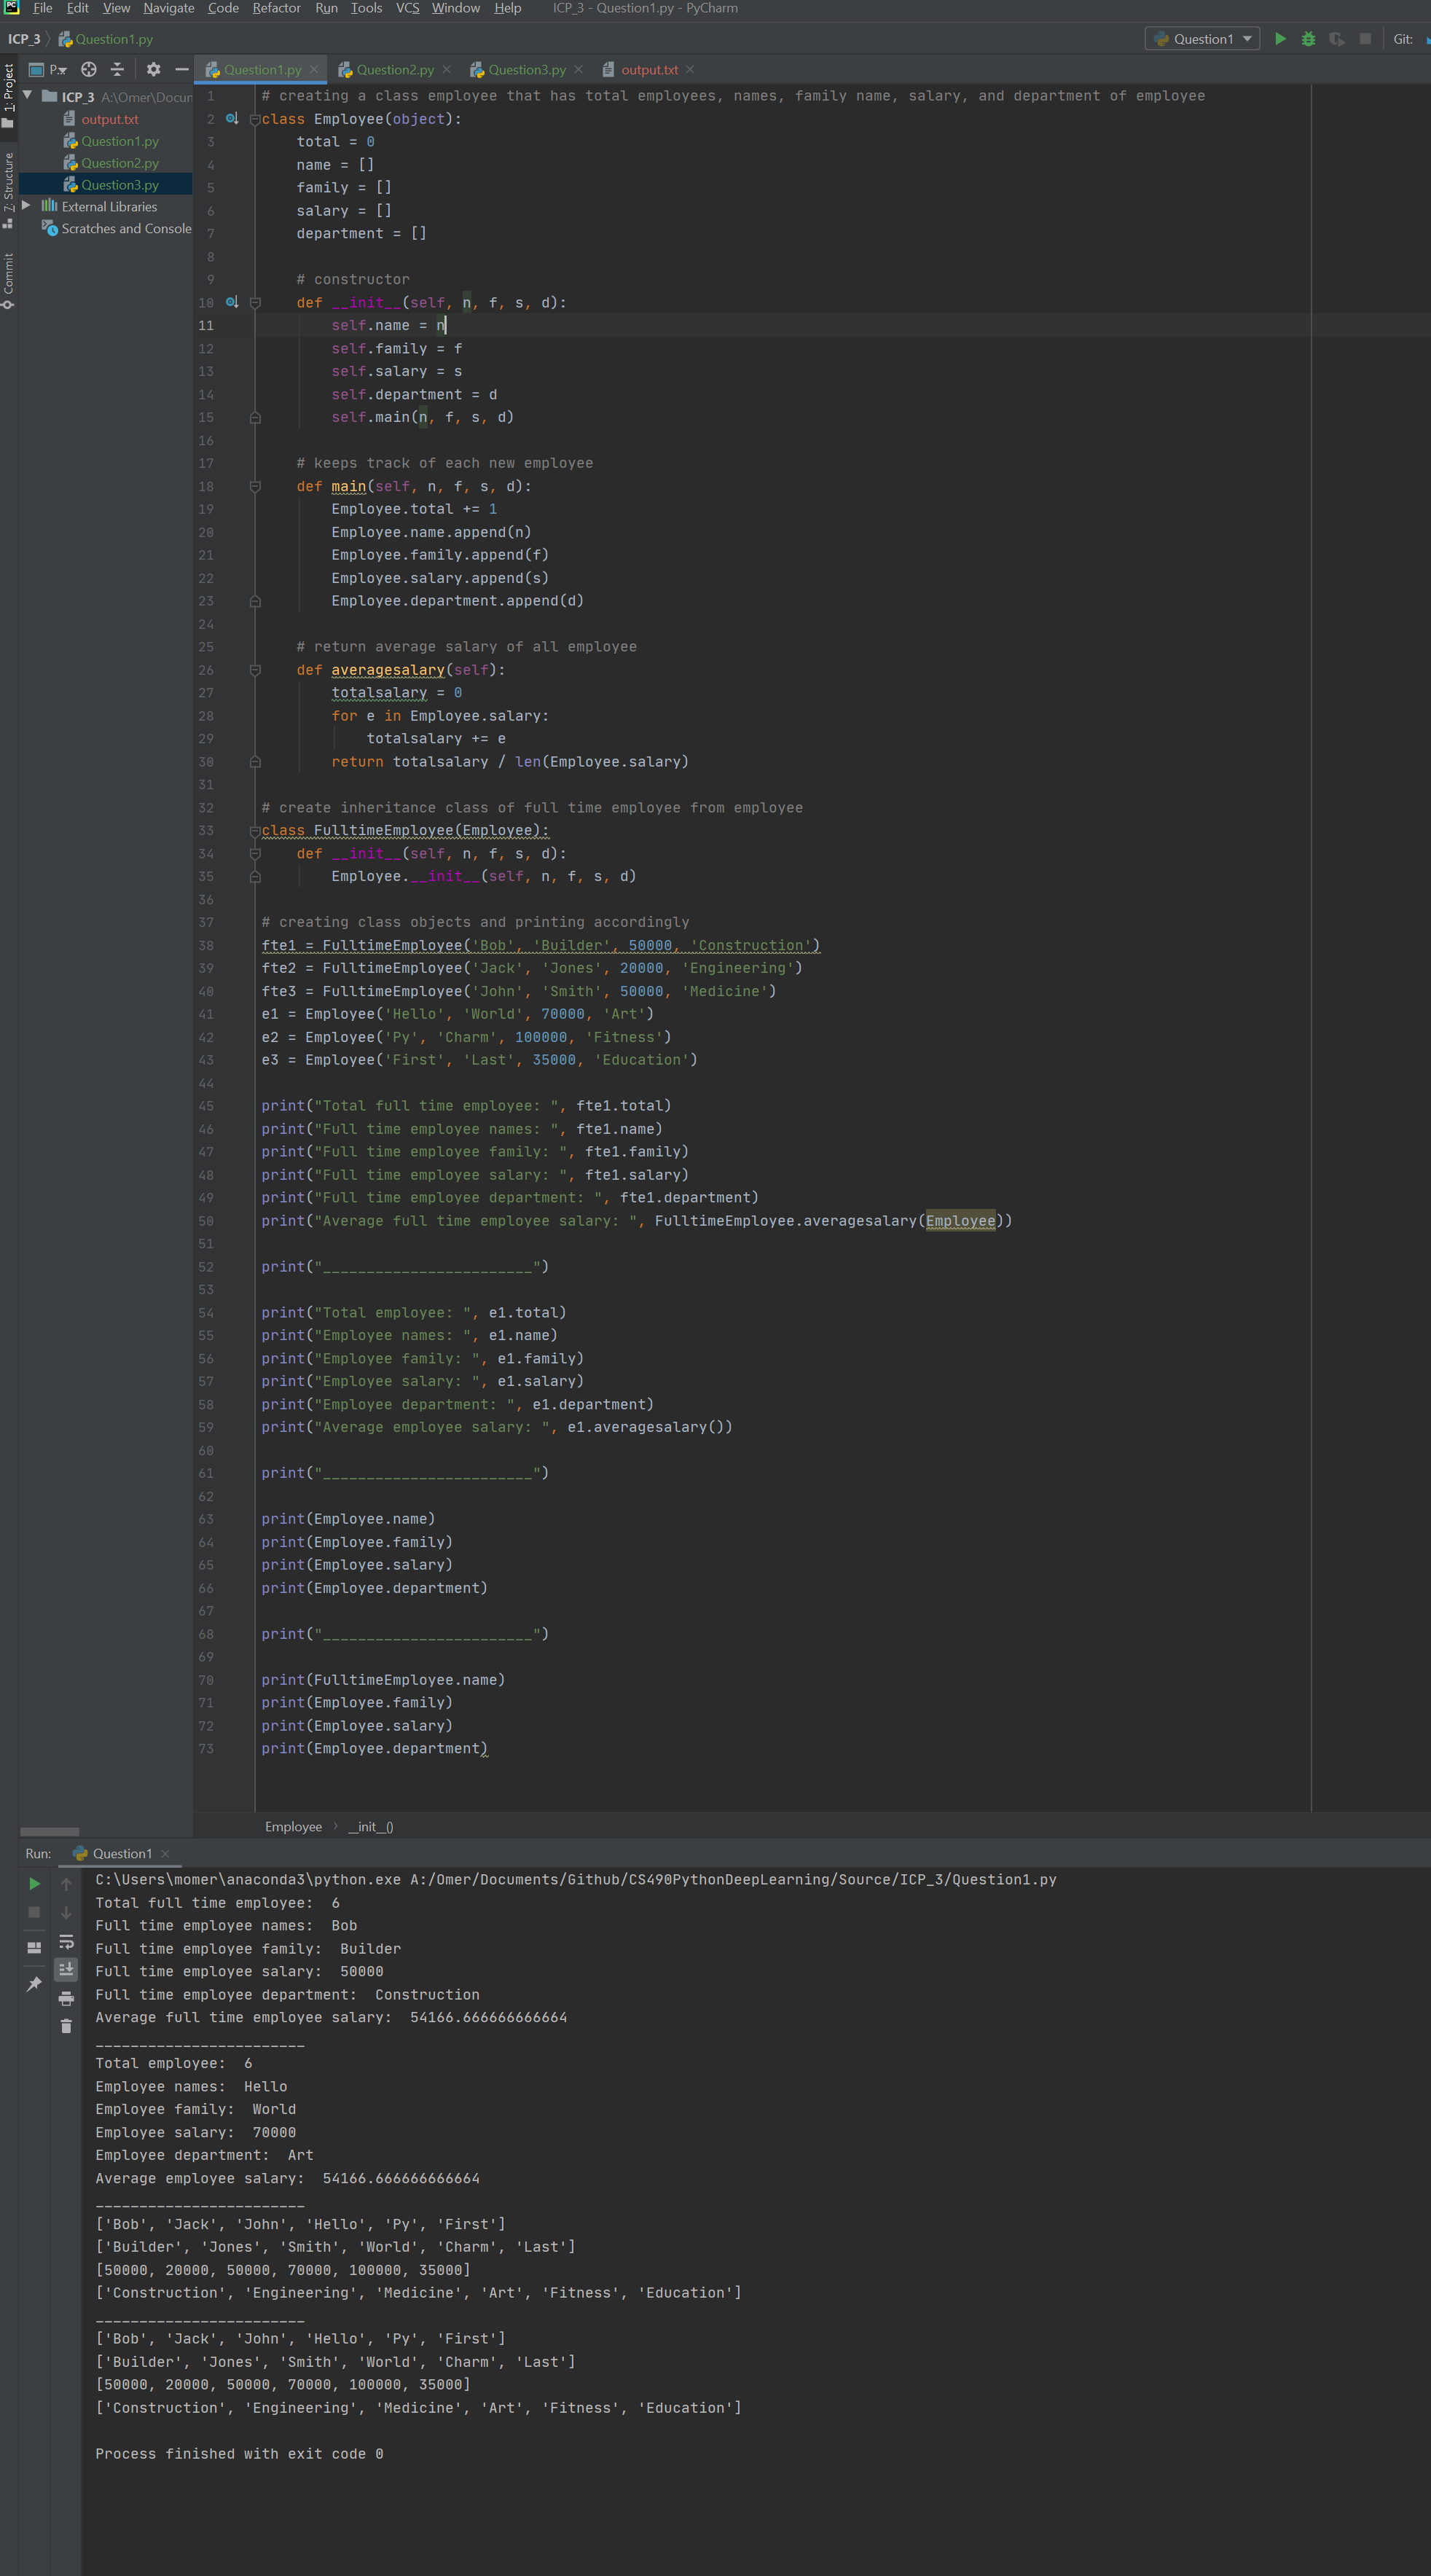 File Edit View Navigate Code Refactor Run Tools VCS Window Help ICP_3 - Question1.py - PyCharm
ICP_3 Question1.py Question1 Git:
P.. Question1.py Question2.py Question3.py output.txt
1: Project
7: Structure
Commit
ICP_3 A:\Omer\Docum
output.txt
Question1.py
Question2.py
Question3.py
External Libraries
Scratches and Console
1 # creating a class employee that has total employees, names, family name, salary, and department of employee
2 class Employee(object):
3 total = 0
4 name = []
5 family = []
6 salary = []
7 department = []
8
9 # constructor
10 def __init__(self, n, f, s, d):
11 self.name = n
12 self.family = f
13 self.salary = s
14 self.department = d
15 self.main(n, f, s, d)
16
17 # keeps track of each new employee
18 def main(self, n, f, s, d):
19 Employee.total += 1
20 Employee.name.append(n)
21 Employee.family.append(f)
22 Employee.salary.append(s)
23 Employee.department.append(d)
24
25 # return average salary of all employee
26 def averagesalary(self):
27 totalsalary = 0
28 for e in Employee.salary:
29 totalsalary += e
30 return totalsalary / len(Employee.salary)
31
32 # create inheritance class of full time employee from employee
33 class FulltimeEmployee(Employee):
34 def __init__(self, n, f, s, d):
35 Employee.__init__(self, n, f, s, d)
36
37 # creating class objects and printing accordingly
38 fte1 = FulltimeEmployee('Bob', 'Builder', 50000, 'Construction')
39 fte2 = FulltimeEmployee('Jack', 'Jones', 20000, 'Engineering')
40 fte3 = FulltimeEmployee('John', 'Smith', 50000, 'Medicine')
41 e1 = Employee('Hello', 'World', 70000, 'Art')
42 e2 = Employee('Py', 'Charm', 100000, 'Fitness')
43 e3 = Employee('First', 'Last', 35000, 'Education')
44
45 print("Total full time employee: ", fte1.total)
46 print("Full time employee names: ", fte1.name)
47 print("Full time employee family: ", fte1.family)
48 print("Full time employee salary: ", fte1.salary)
49 print("Full time employee department: ", fte1.department)
50 print("Average full time employee salary: ", FulltimeEmployee.averagesalary(Employee))
51
52 print("________________________")
53
54 print("Total employee: ", e1.total)
55 print("Employee names: ", e1.name)
56 print("Employee family: ", e1.family)
57 print("Employee salary: ", e1.salary)
58 print("Employee department: ", e1.department)
59 print("Average employee salary: ", e1.averagesalary())
60
61 print("________________________")
62
63 print(Employee.name)
64 print(Employee.family)
65 print(Employee.salary)
66 print(Employee.department)
67
68 print("________________________")
69
70 print(FulltimeEmployee.name)
71 print(Employee.family)
72 print(Employee.salary)
73 print(Employee.department)
Employee __init__()
Run: Question1
C:\Users\momer\anaconda3\python.exe A:/Omer/Documents/Github/CS490PythonDeepLearning/Source/ICP_3/Question1.py
Total full time employee:  6
Full time employee names:  Bob
Full time employee family:  Builder
Full time employee salary:  50000
Full time employee department:  Construction
Average full time employee salary:  54166.666666666664
________________________
Total employee:  6
Employee names:  Hello
Employee family:  World
Employee salary:  70000
Employee department:  Art
Average employee salary:  54166.666666666664
________________________
['Bob', 'Jack', 'John', 'Hello', 'Py', 'First']
['Builder', 'Jones', 'Smith', 'World', 'Charm', 'Last']
[50000, 20000, 50000, 70000, 100000, 35000]
['Construction', 'Engineering', 'Medicine', 'Art', 'Fitness', 'Education']
________________________
['Bob', 'Jack', 'John', 'Hello', 'Py', 'First']
['Builder', 'Jones', 'Smith', 'World', 'Charm', 'Last']
[50000, 20000, 50000, 70000, 100000, 35000]
['Construction', 'Engineering', 'Medicine', 'Art', 'Fitness', 'Education']
Process finished with exit code 0